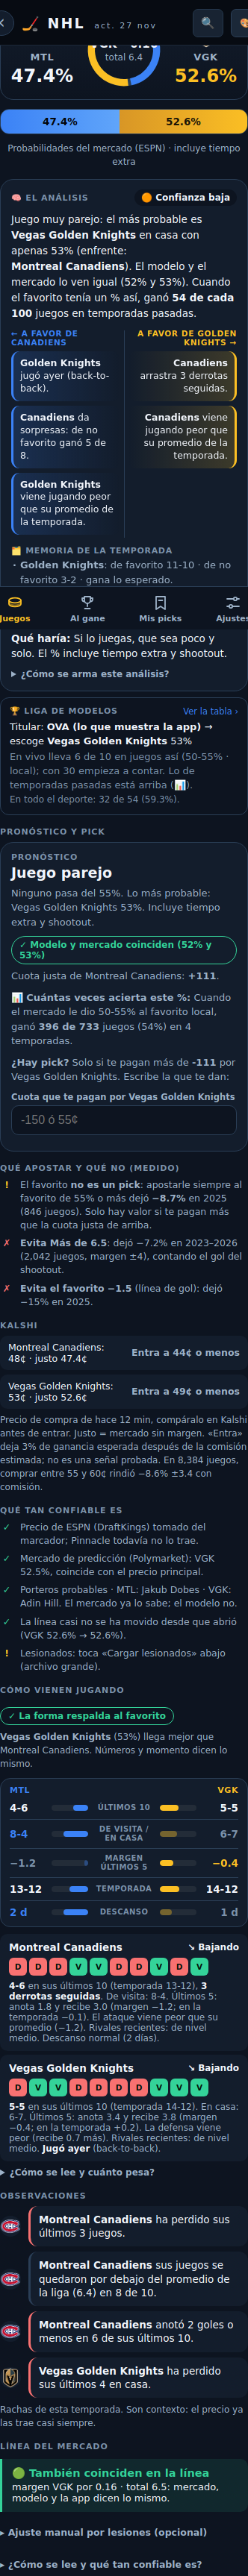 NHL act. 27 nov
MTL
47.4%
total 6.4
VGK
52.6%
47.4%
52.6%
Probabilidades del mercado (ESPN) · incluye tiempo
extra
🧠 EL ANÁLISIS
🟠 Confianza baja
Juego muy parejo: el más probable es
Vegas Golden Knights en casa con
apenas 53% (enfrente:
Montreal Canadiens). El modelo y el
mercado lo ven igual (52% y 53%). Cuando
el favorito tenía un % así, ganó 54 de cada
100 juegos en temporadas pasadas.
← A FAVOR DE
CANADIENS
A FAVOR DE GOLDEN
KNIGHTS →
Golden Knights
jugó ayer (back-to-
back).
Canadiens
arrastra 3 derrotas
seguidas.
Canadiens da
sorpresas: de no
favorito ganó 5 de
8.
Canadiens viene
jugando peor que
su promedio de la
temporada.
Golden Knights
viene jugando peor
que su promedio de
la temporada.
🗂️ MEMORIA DE LA TEMPORADA
· Golden Knights: de favorito 11-10 · de no
favorito 3-2 · gana lo esperado.
Juegos
Al gane
Mis picks
Ajustes
Qué haría: Si lo juegas, que sea poco y
solo. El % incluye tiempo extra y shootout.
▸ ¿Cómo se arma este análisis?
🏆 LIGA DE MODELOS
Ver la tabla ›
Titular: OVA (lo que muestra la app) →
escoge Vegas Golden Knights 53%
En vivo lleva 6 de 10 en juegos así (50-55% ·
local); con 30 empieza a contar. Lo de
temporadas pasadas está arriba (📊).
En todo el deporte: 32 de 54 (59.3%).
PRONÓSTICO Y PICK
PRONÓSTICO
Juego parejo
Ninguno pasa del 55%. Lo más probable:
Vegas Golden Knights 53%. Incluye tiempo
extra y shootout.
✓ Modelo y mercado coinciden (52% y
53%)
Cuota justa de Montreal Canadiens: +111.
📊 Cuántas veces acierta este %: Cuando
el mercado le dio 50-55% al favorito local,
ganó 396 de 733 juegos (54%) en 4
temporadas.
¿Hay pick? Solo si te pagan más de -111 por
Vegas Golden Knights. Escribe la que te dan:
Cuota que te pagan por Vegas Golden Knights
-150 ó 55¢
QUÉ APOSTAR Y QUÉ NO (MEDIDO)
! El favorito no es un pick: apostarle siempre al
favorito de 55% o más dejó −8.7% en 2025
(846 juegos). Solo hay valor si te pagan más
que la cuota justa de arriba.
✗ Evita Más de 6.5: dejó −7.2% en 2023–2026
(2,042 juegos, margen ±4), contando el gol del
shootout.
✗ Evita el favorito −1.5 (línea de gol): dejó
−15% en 2025.
KALSHI
Montreal Canadiens:
48¢ · justo 47.4¢
Entra a 44¢ o menos
Vegas Golden Knights:
53¢ · justo 52.6¢
Entra a 49¢ o menos
Precio de compra de hace 12 min, compáralo en Kalshi
antes de entrar. Justo = mercado sin margen. «Entra»
deja 3% de ganancia esperada después de la comisión
estimada; no es una señal probada. En 8,384 juegos,
comprar entre 55 y 60¢ rindió −8.6% ±3.4 con
comisión.
QUÉ TAN CONFIABLE ES
✓ Precio de ESPN (DraftKings) tomado del
marcador; Pinnacle todavía no lo trae.
✓ Mercado de predicción (Polymarket): VGK
52.5%, coincide con el precio principal.
✓ Porteros probables · MTL: Jakub Dobes · VGK:
Adin Hill. El mercado ya lo sabe; el modelo no.
✓ La línea casi no se ha movido desde que abrió
(VGK 52.6% → 52.6%).
! Lesionados: toca «Cargar lesionados» abajo
(archivo grande).
CÓMO VIENEN JUGANDO
✓ La forma respalda al favorito
Vegas Golden Knights (53%) llega mejor que
Montreal Canadiens. Números y momento dicen lo
mismo.
MTL
VGK
4-6 ÚLTIMOS 10 5-5
8-4 DE VISITA /
EN CASA 6-7
−1.2 MARGEN
ÚLTIMOS 5 −0.4
13-12 TEMPORADA 14-12
2 d DESCANSO 1 d
Montreal Canadiens
↘ Bajando
D D D V V D D V D V
4-6 en sus últimos 10 (temporada 13-12), 3
derrotas seguidas. De visita: 8-4. Últimos 5:
anota 1.8 y recibe 3.0 (margen −1.2; en la
temporada −0.1). El ataque viene peor que su
promedio (−1.2). Rivales recientes: de nivel
medio. Descanso normal (2 días).
Vegas Golden Knights
↘ Bajando
D V V D D D D V V V
5-5 en sus últimos 10 (temporada 14-12). En casa:
6-7. Últimos 5: anota 3.4 y recibe 3.8 (margen
−0.4; en la temporada +0.2). La defensa viene
peor (recibe 0.7 más). Rivales recientes: de nivel
medio. Jugó ayer (back-to-back).
▸ ¿Cómo se lee y cuánto pesa?
OBSERVACIONES
Montreal Canadiens ha perdido sus
últimos 3 juegos.
Montreal Canadiens sus juegos se
quedaron por debajo del promedio de
la liga (6.4) en 8 de 10.
Montreal Canadiens anotó 2 goles o
menos en 6 de sus últimos 10.
Vegas Golden Knights ha perdido
sus últimos 4 en casa.
Rachas de esta temporada. Son contexto: el precio ya
las trae casi siempre.
LÍNEA DEL MERCADO
🟢 También coinciden en la línea
margen VGK por 0.16 · total 6.5: mercado,
modelo y la app dicen lo mismo.
▸ Ajuste manual por lesiones (opcional)
▸ ¿Cómo se lee y qué tan confiable es?